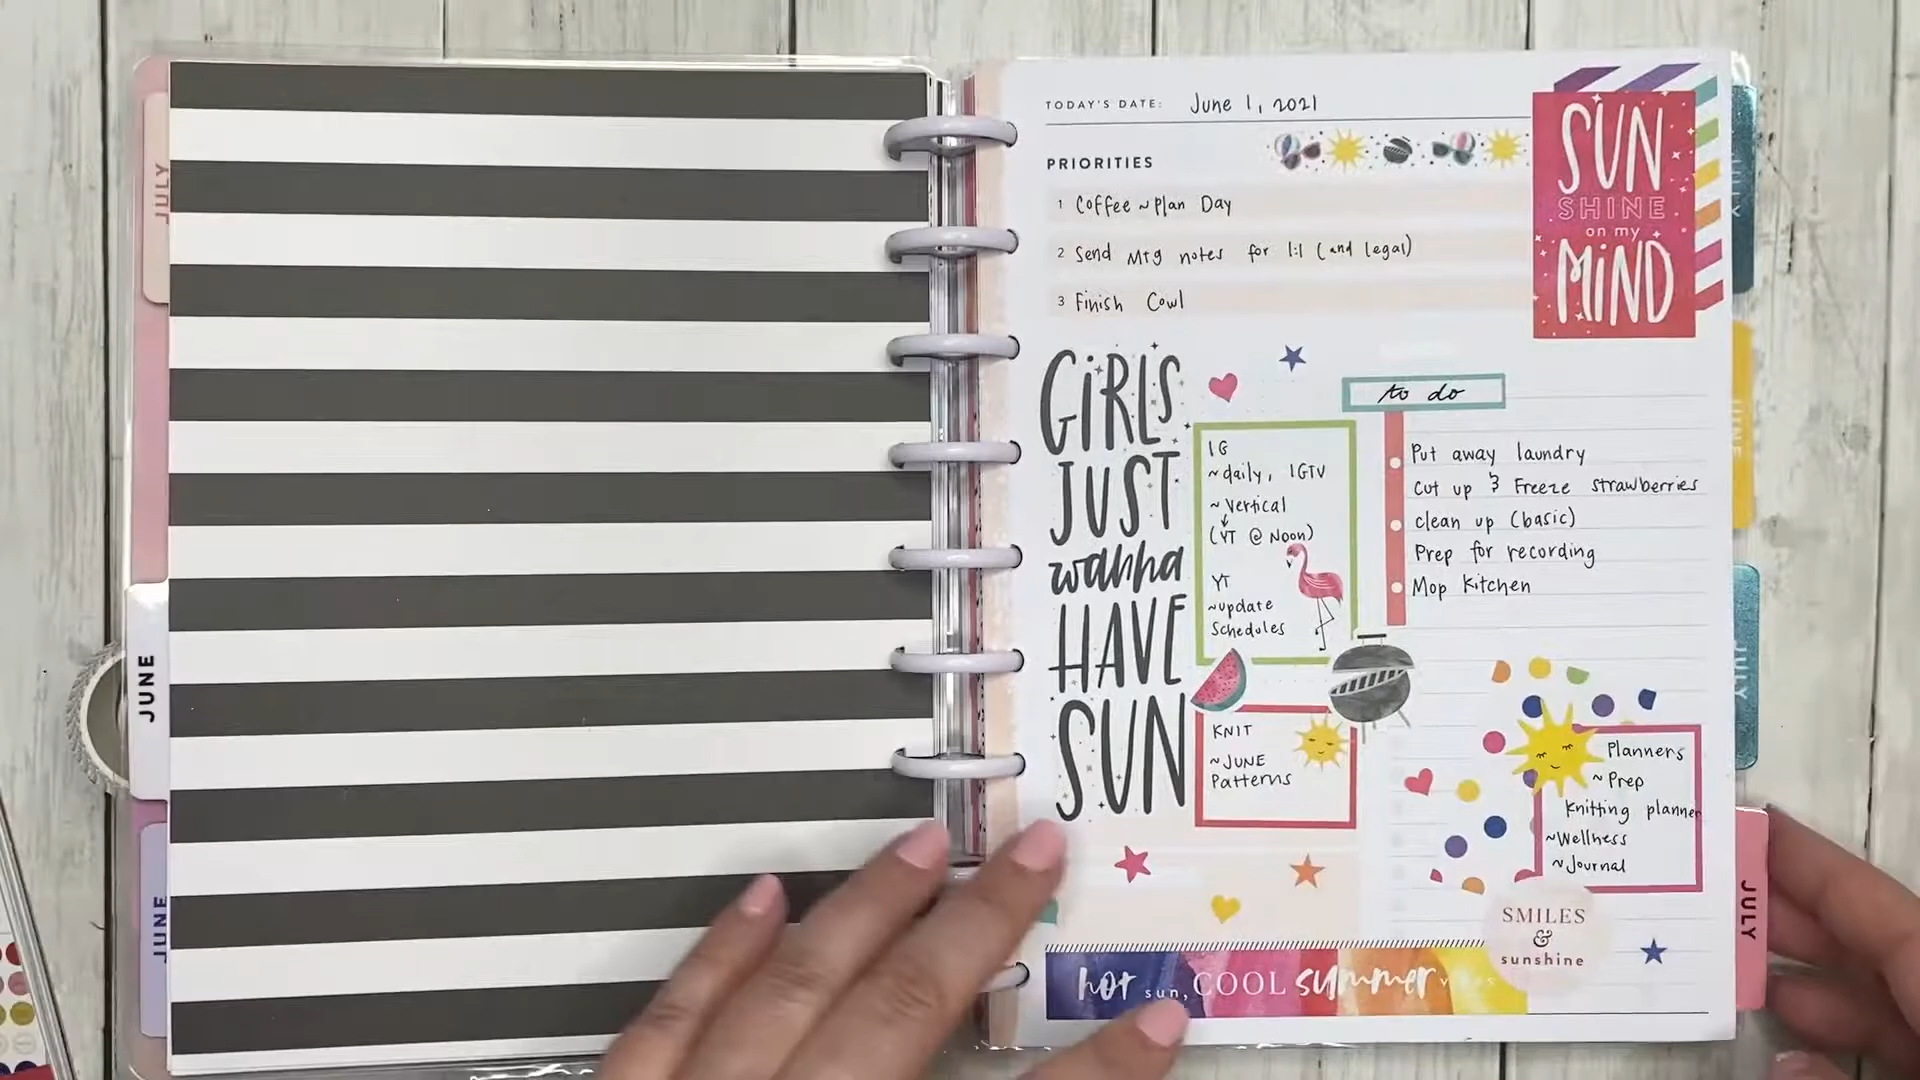 JULY
JUNE
JUNE
TODAY'S DATE: June 1, 2021
PRIORITIES
1 Coffee ~ Plan Day
2 Send Mtg notes for 1:1 (and legal)
3 Finish Cowl
SUN
SHINE
on my
MiND
GiRLS
JUST
wanna
HAVE
SUN
IG
~daily, IGTV
~Vertical
(YT @ Noon)
YT
~update
Schedules
KNIT
~JUNE
Patterns
to do
Put away laundry
Cut up & Freeze strawberries
clean up (basic)
Prep for recording
Mop Kitchen
Planners
~Prep
Knitting planner
~Wellness
~Journal
SMILES
&
sunshine
hot sun, COOL summer
JULY
JUNE
JULY
JULY